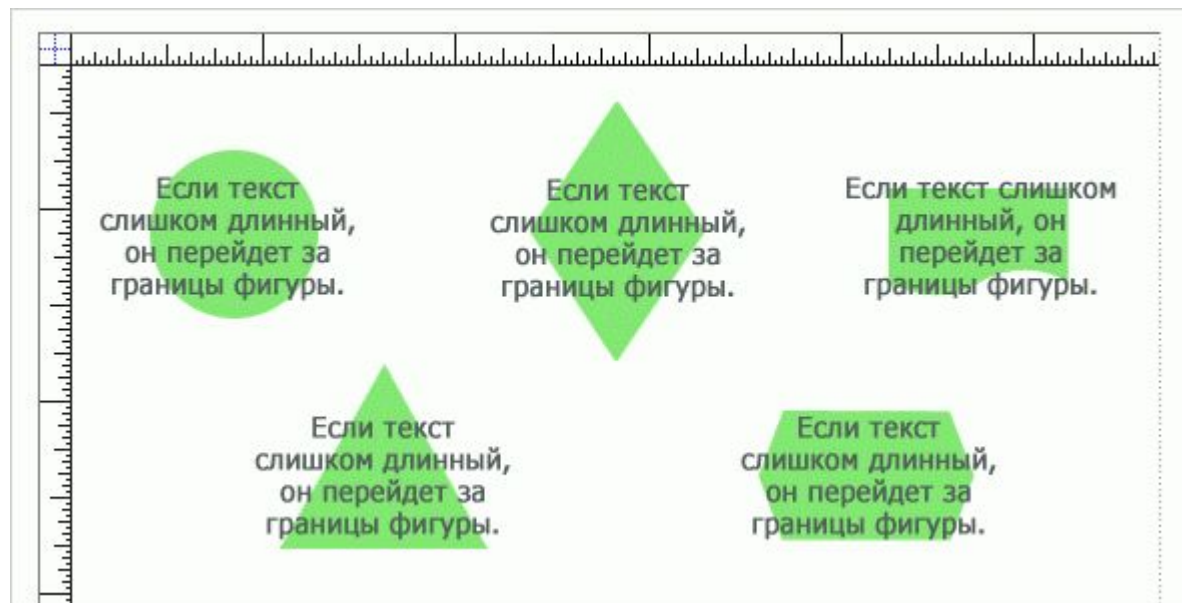 Если текст
слишком длинный,
он перейдет за
границы фигуры.
Если текст
слишком длинный,
он перейдет за
границы фигуры.
Если текст слишком
длинный, он
перейдет за
границы фигуры.
Если текст
слишком длинный,
он перейдет за
границы фигуры.
Если текст
слишком длинный,
он перейдет за
границы фигуры.